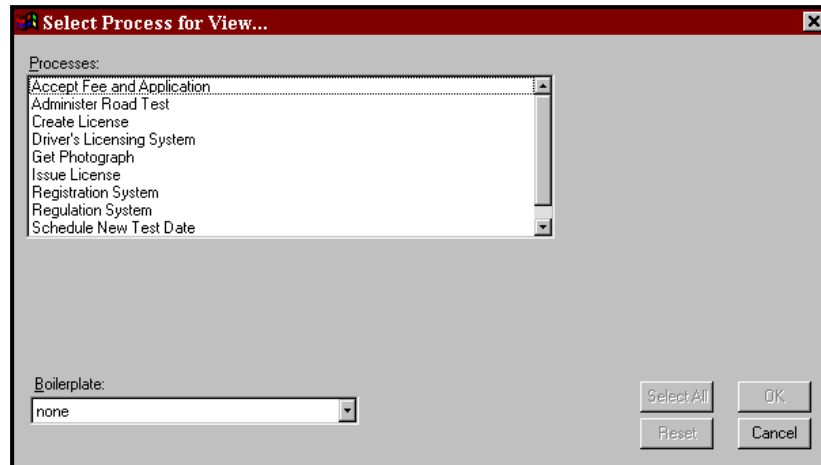 Select Process for View...
Processes:
Accept Fee and Application
Administer Road Test
Create License
Driver's Licensing System
Get Photograph
Issue License
Registration System
Regulation System
Schedule New Test Date
Boilerplate:
none
Select All OK
Reset Cancel